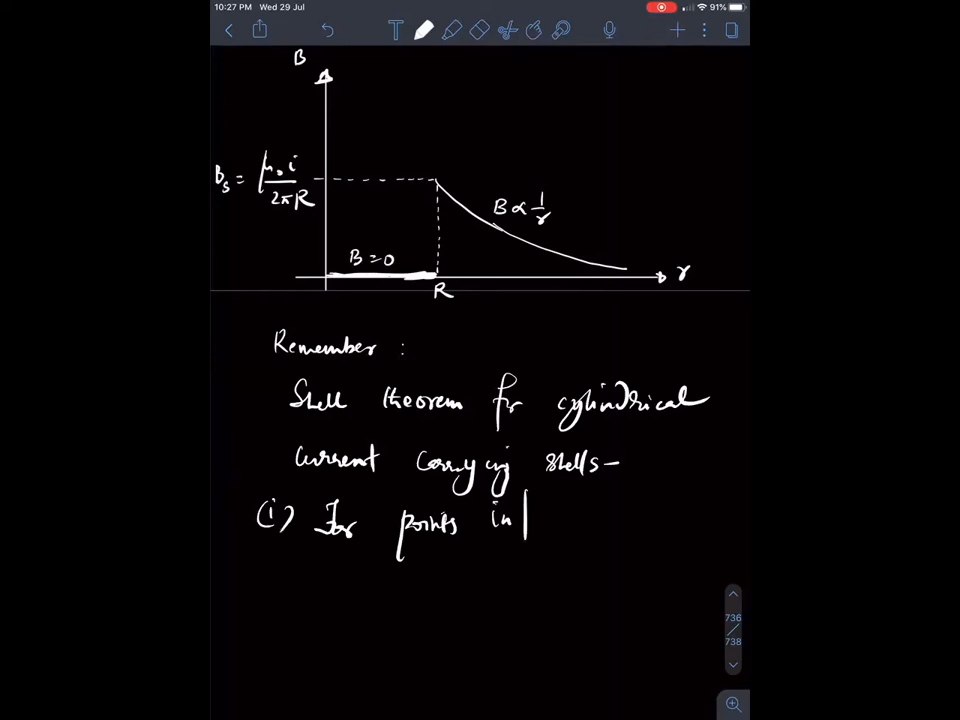 10:27 PM Wed 29 Jul
91%
B
B_s = μ₀i / 2πR
B ∝ 1/r
B = 0
R
r
Remember :
Shell theorem for cylindrical
current carrying shells-
(i) For points in
736
738